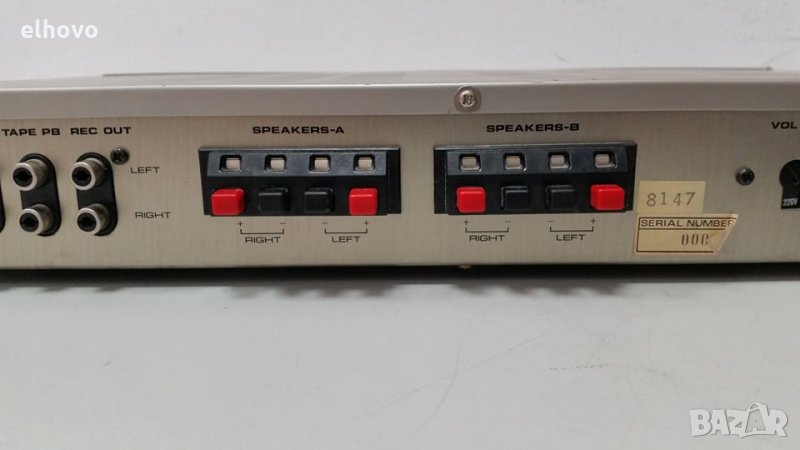 elhovo
TAPE PB REC OUT
SPEAKERS-A
SPEAKERS-B
VOL
LEFT
RIGHT
+ - - +
RIGHT LEFT
+ - - +
RIGHT LEFT
8147
SERIAL NUMBER
000
220V
BAZAR